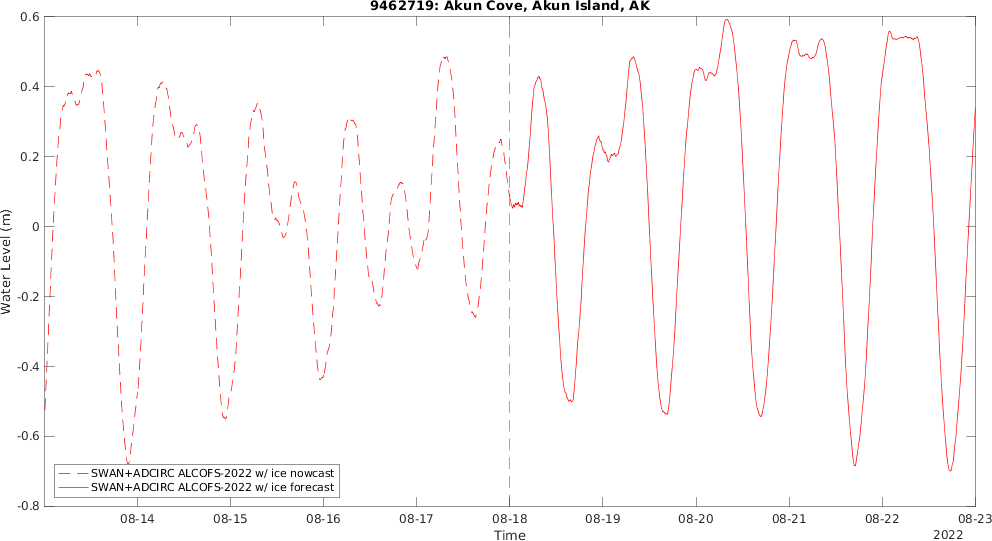 9462719: Akun Cove, Akun Island, AK
0.6
0.4
0.2
0
-0.2
-0.4
-0.6
-0.8
Water Level (m)
SWAN+ADCIRC ALCOFS-2022 w/ ice nowcast
SWAN+ADCIRC ALCOFS-2022 w/ ice forecast
08-14 08-15 08-16 08-17 08-18 08-19 08-20 08-21 08-22 08-23
Time
2022